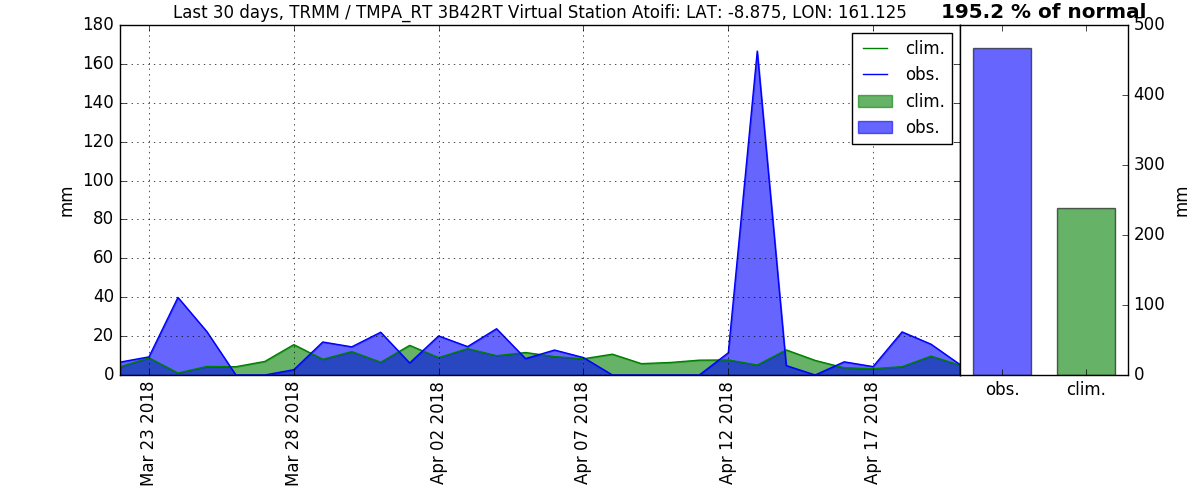 Last 30 days, TRMM / TMPA_RT 3B42RT Virtual Station Atoifi: LAT: -8.875, LON: 161.125
195.2 % of normal
180
160
140
120
100
80
60
40
20
0
mm
clim.
obs.
clim.
obs.
Mar 23 2018
Mar 28 2018
Apr 02 2018
Apr 07 2018
Apr 12 2018
Apr 17 2018
500
400
300
200
100
0
mm
obs.
clim.